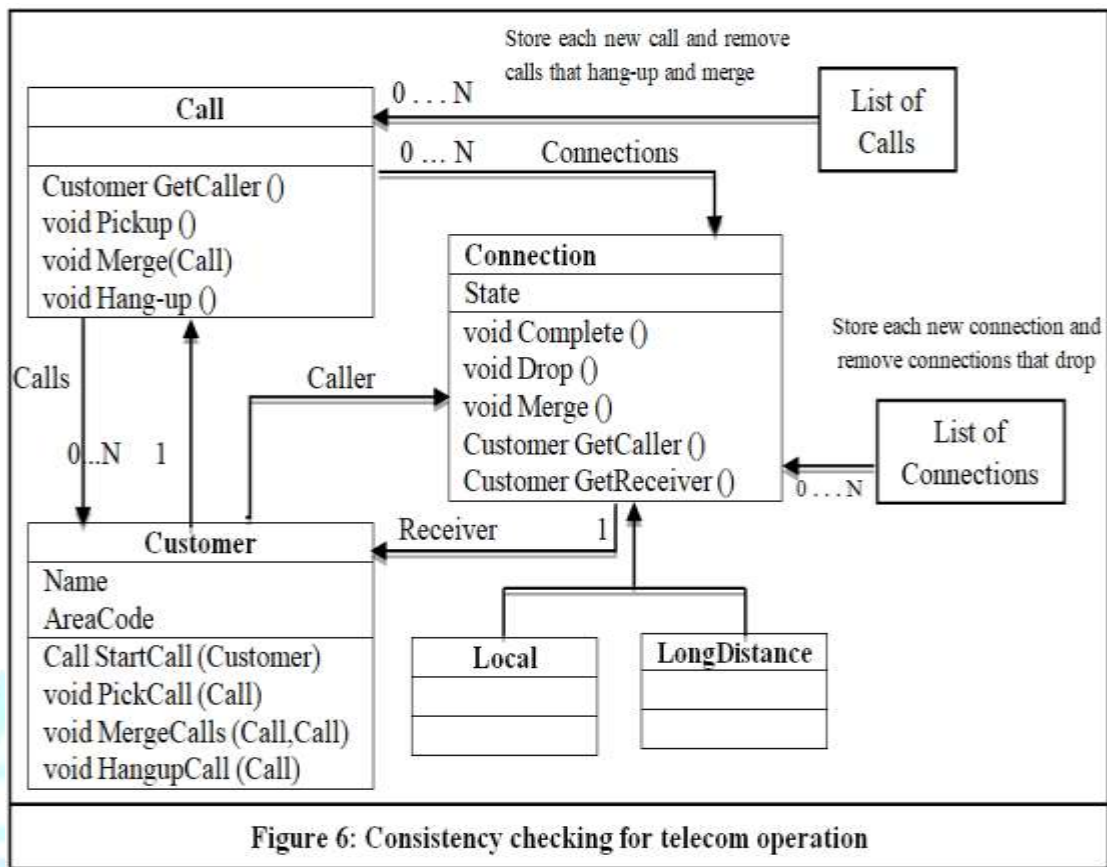 Store each new call and remove
calls that hang-up and merge
List of
Calls
0 ... N
Call
Customer GetCaller ()
void Pickup ()
void Merge(Call)
void Hang-up ()
0 ... N Connections
Connection
State
void Complete ()
void Drop ()
void Merge ()
Customer GetCaller ()
Customer GetReceiver ()
Store each new connection and
remove connections that drop
List of
Connections
0 ... N
Calls
Caller
0...N 1
Receiver 1
Customer
Name
AreaCode
Call StartCall (Customer)
void PickCall (Call)
void MergeCalls (Call,Call)
void HangupCall (Call)
Local
LongDistance
Figure 6: Consistency checking for telecom operation